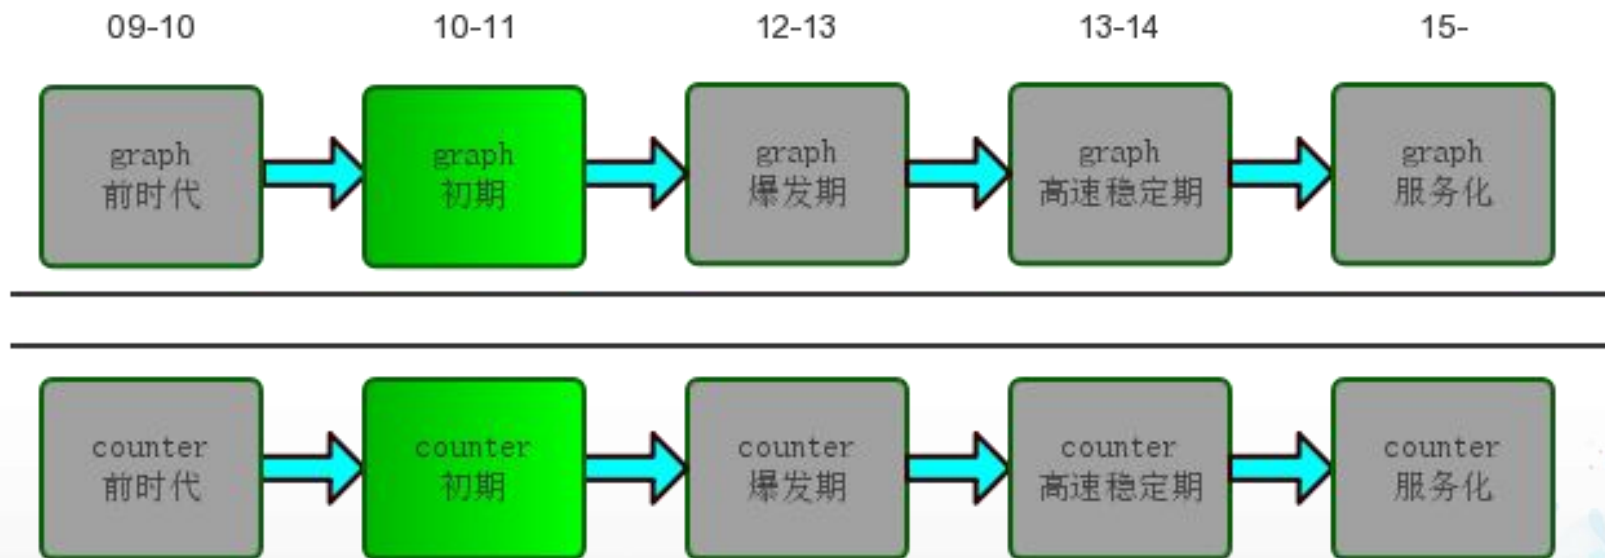 09-10
10-11
12-13
13-14
15-
graph
前时代
graph
初期
graph
爆发期
graph
高速稳定期
graph
服务化
counter
前时代
counter
初期
counter
爆发期
counter
高速稳定期
counter
服务化